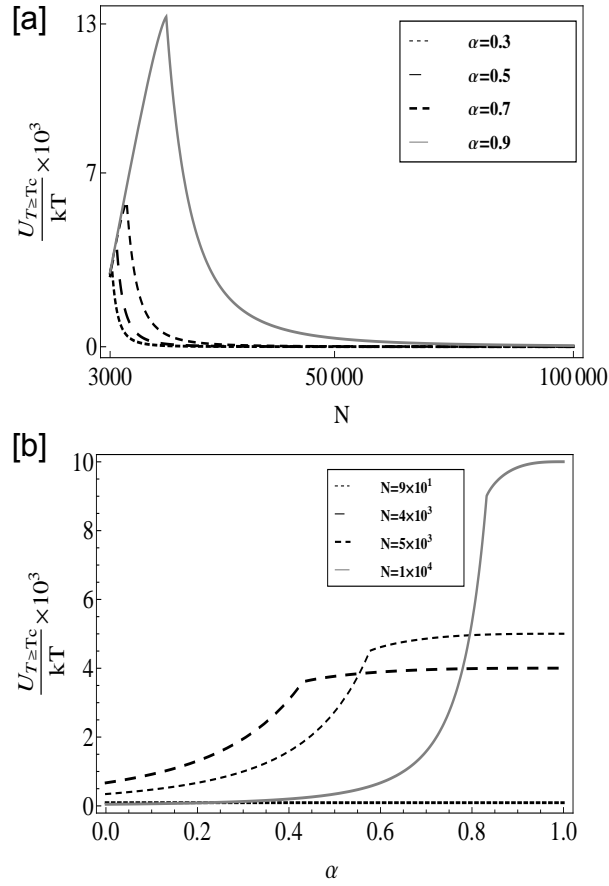 [a]
13
7
0
U_{T≥Tc}/kT ×10³
α=0.3
α=0.5
α=0.7
α=0.9
3000
50 000
100 000
N
[b]
10
8
6
4
2
0
U_{T≥Tc}/kT ×10³
N=9×10¹
N=4×10³
N=5×10³
N=1×10⁴
0.0
0.2
0.4
0.6
0.8
1.0
α